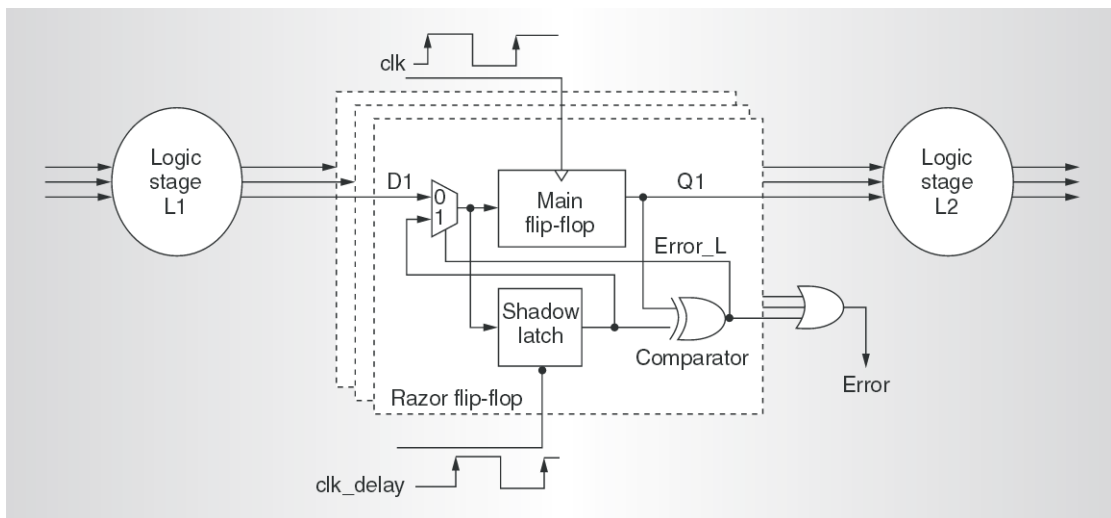 clk
Logic
stage
L1
D1
0
1
Main
flip-flop
Q1
Logic
stage
L2
Error_L
Shadow
latch
Comparator
Error
Razor flip-flop
clk_delay